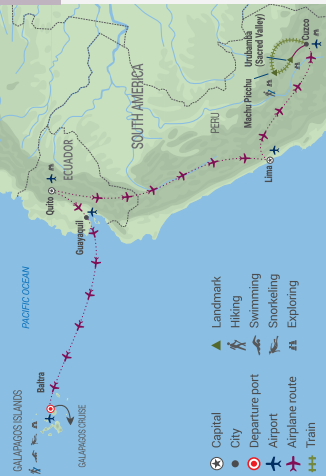 GALAPAGOS ISLANDS
Baltra
GALAPAGOS CRUISE
PACIFIC OCEAN
Quito
ECUADOR
Guayaquil
SOUTH AMERICA
PERU
Lima
Machu Picchu
Urubamba
(Sacred Valley)
Cuzco
Capital
City
Departure port
Airport
Airplane route
Train
Landmark
Hiking
Swimming
Snorkeling
Exploring